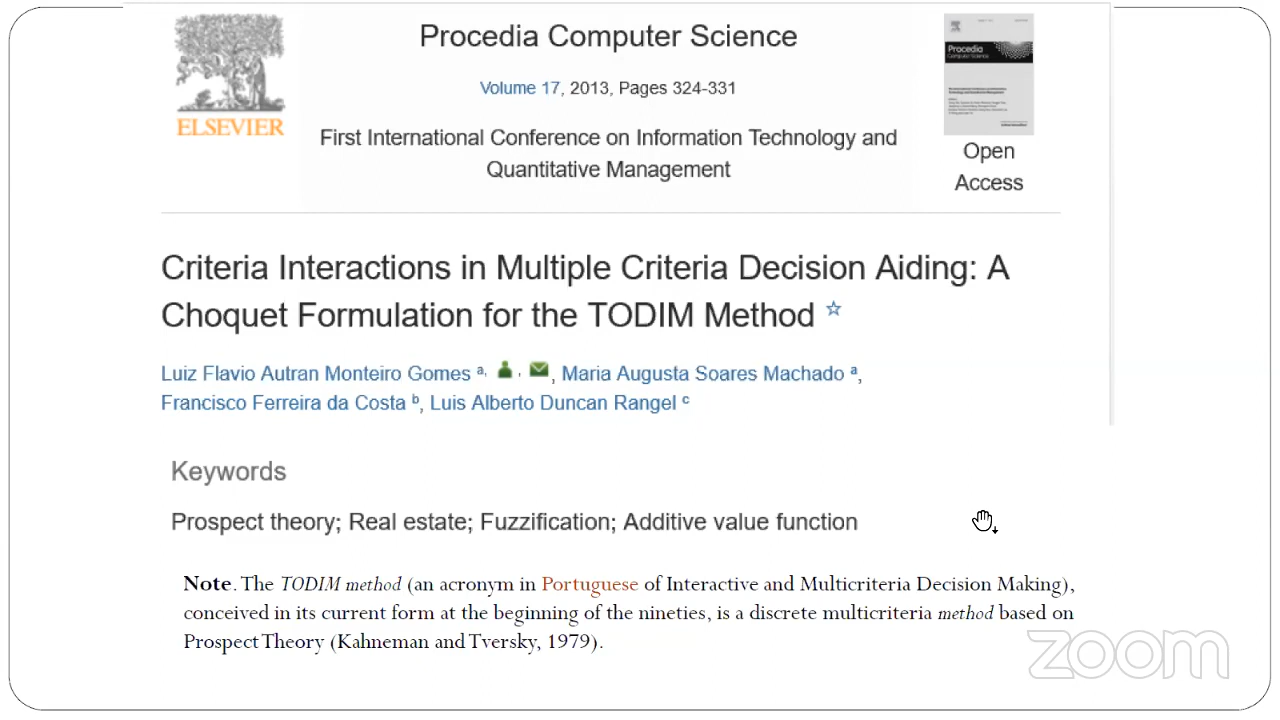 Procedia Computer Science
Volume 17, 2013, Pages 324-331
First International Conference on Information Technology and
Quantitative Management
ELSEVIER
Procedia
Computer Science
Open
Access
Criteria Interactions in Multiple Criteria Decision Aiding: A
Choquet Formulation for the TODIM Method ☆
Luiz Flavio Autran Monteiro Gomes a, , , Maria Augusta Soares Machado a,
Francisco Ferreira da Costa b, Luis Alberto Duncan Rangel c
Keywords
Prospect theory; Real estate; Fuzzification; Additive value function
Note. The TODIM method (an acronym in Portuguese of Interactive and Multicriteria Decision Making),
conceived in its current form at the beginning of the nineties, is a discrete multicriteria method based on
Prospect Theory (Kahneman and Tversky, 1979).
zoom